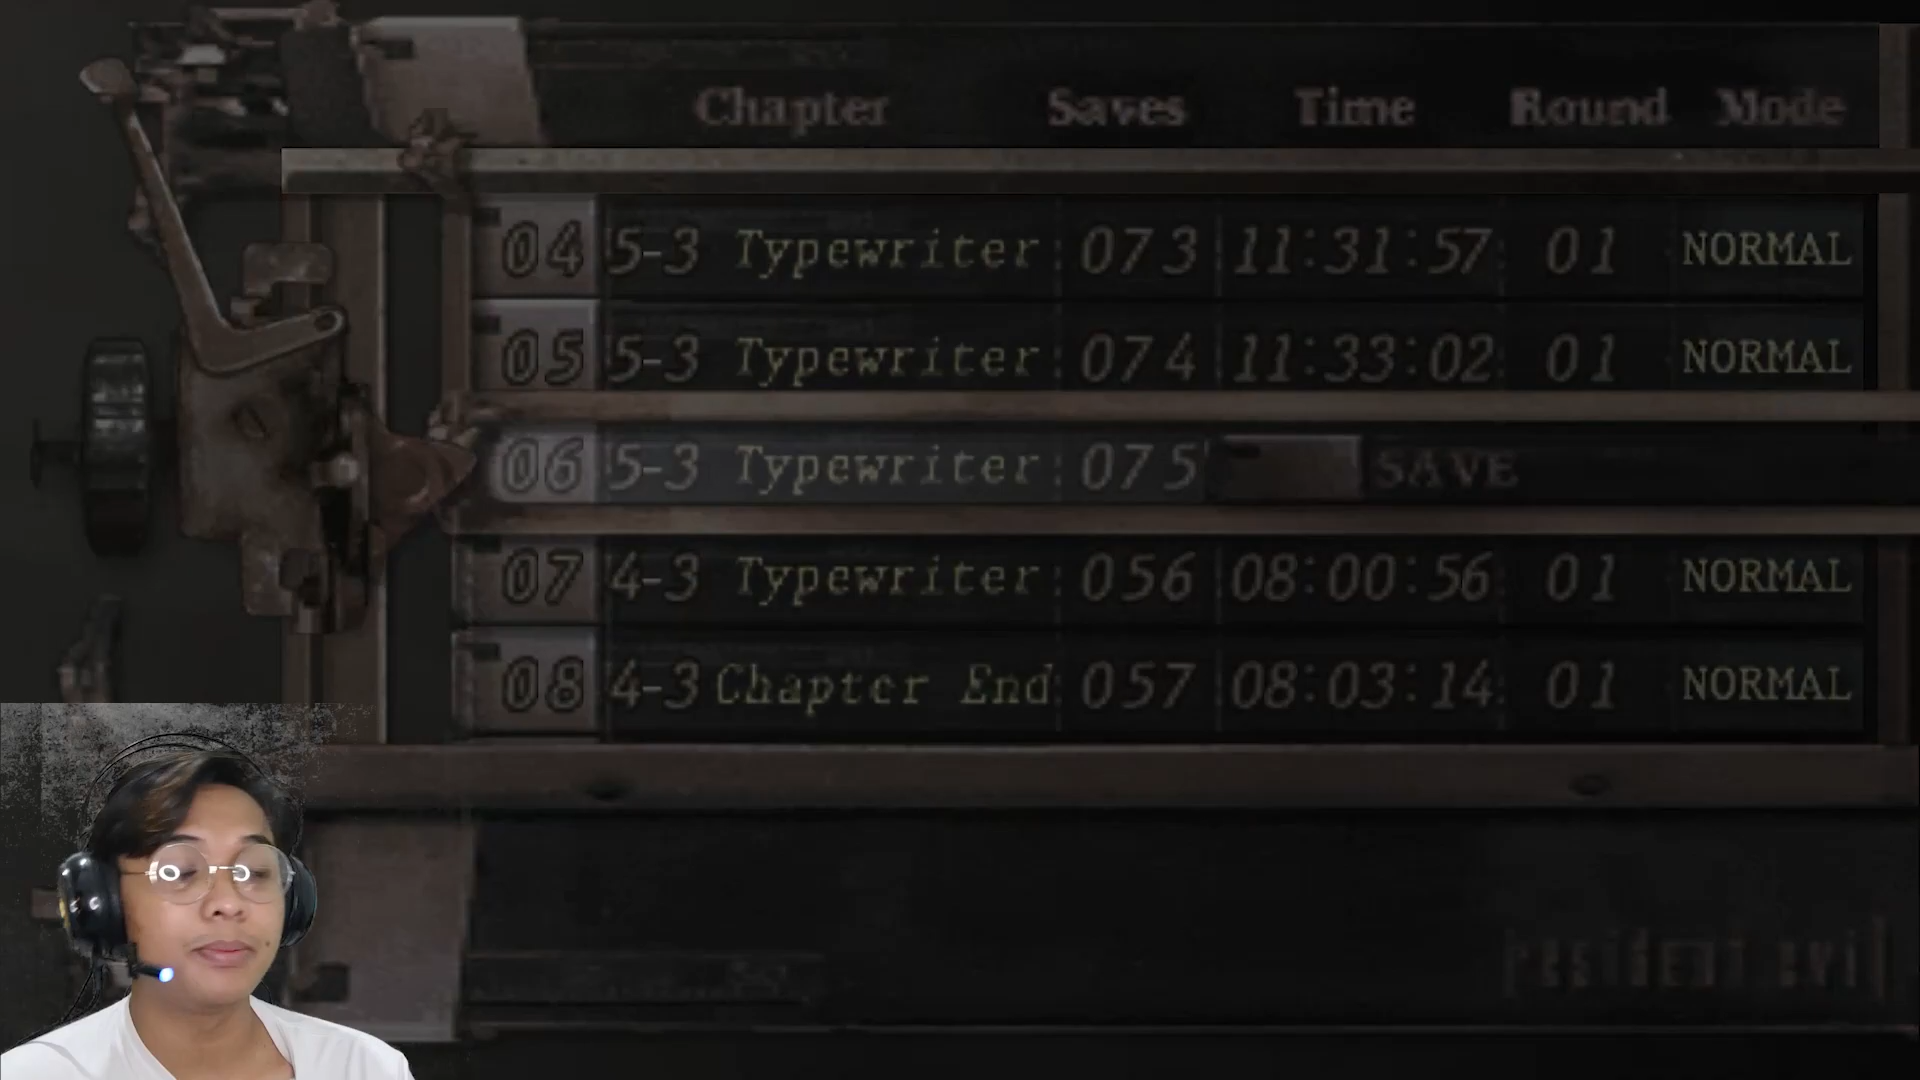 Chapter Saves Time Round Mode
04 5-3 Typewriter 073 11:31:57 01 NORMAL
05 5-3 Typewriter 074 11:33:02 01 NORMAL
06 5-3 Typewriter 075 SAVE
07 4-3 Typewriter 056 08:00:56 01 NORMAL
08 4-3 Chapter End 057 08:03:14 01 NORMAL
resident evil